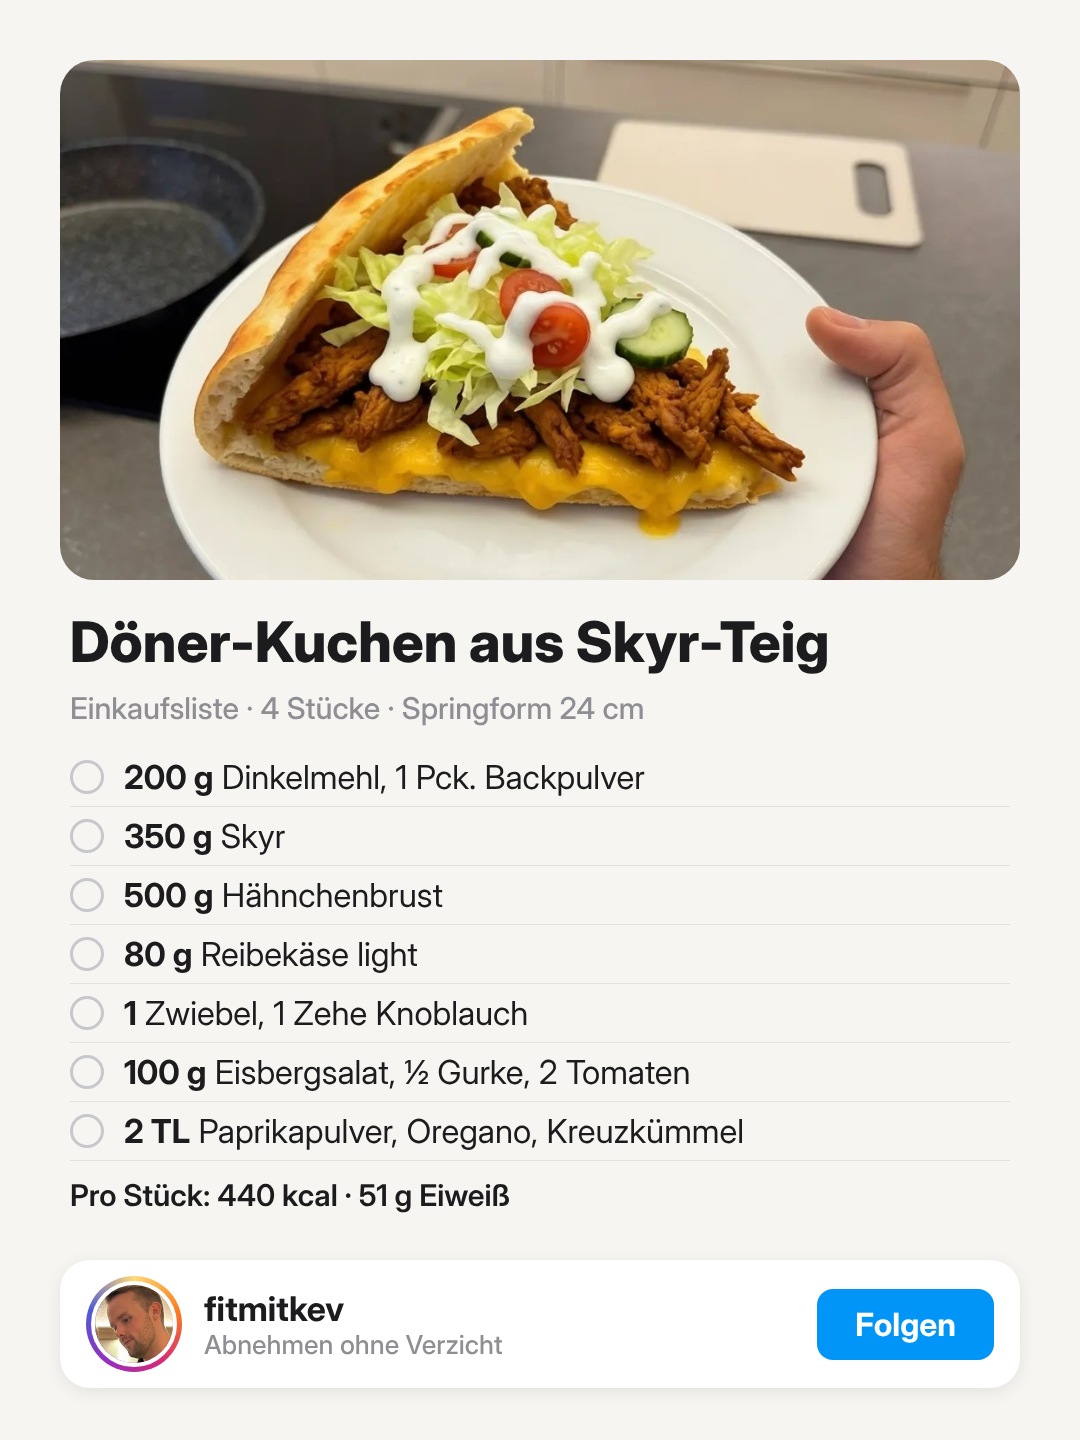 Döner-Kuchen aus Skyr-Teig
Einkaufsliste · 4 Stücke · Springform 24 cm
200 g Dinkelmehl, 1 Pck. Backpulver
350 g Skyr
500 g Hähnchenbrust
80 g Reibekäse light
1 Zwiebel, 1 Zehe Knoblauch
100 g Eisbergsalat, ½ Gurke, 2 Tomaten
2 TL Paprikapulver, Oregano, Kreuzkümmel
Pro Stück: 440 kcal · 51 g Eiweiß
fitmitkev
Abnehmen ohne Verzicht
Folgen